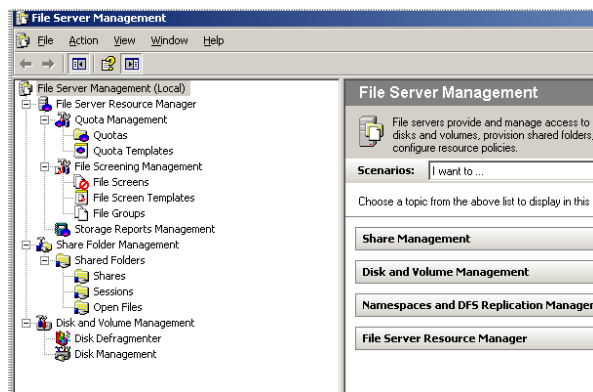 File Server Management
File Action View Window Help
File Server Management (Local)
File Server Resource Manager
Quota Management
Quotas
Quota Templates
File Screening Management
File Screens
File Screen Templates
File Groups
Storage Reports Management
Share Folder Management
Shared Folders
Shares
Sessions
Open Files
Disk and Volume Management
Disk Defragmenter
Disk Management
File Server Management
File servers provide and manage access to
disks and volumes, provision shared folders,
configure resource policies.
Scenarios: I want to ...
Choose a topic from the above list to display in this
Share Management
Disk and Volume Management
Namespaces and DFS Replication Manager
File Server Resource Manager